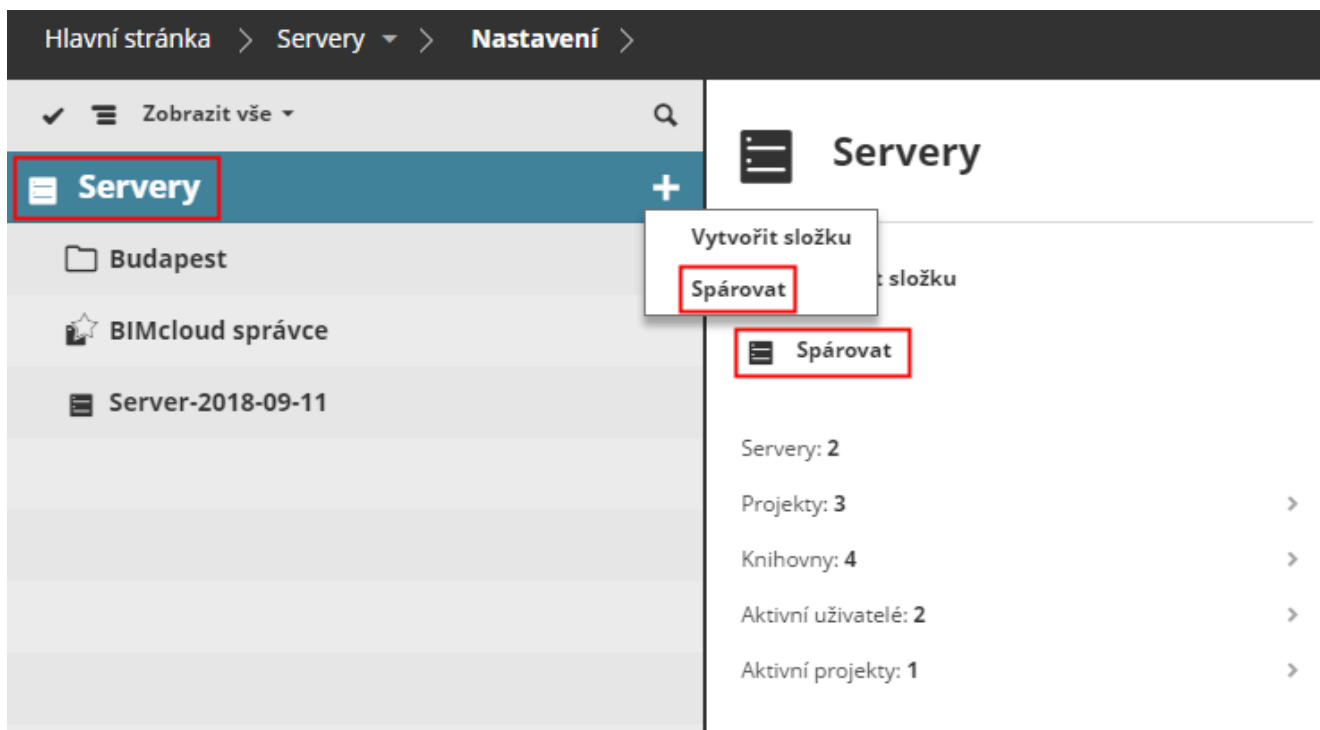 Hlavní stránka > Servery > Nastavení >
Zobrazit vše
Servery
Budapest
BIMcloud správce
Server-2018-09-11
Vytvořit složku
Spárovat
Servery
složku
Spárovat
Servery: 2
Projekty: 3
Knihovny: 4
Aktivní uživatelé: 2
Aktivní projekty: 1